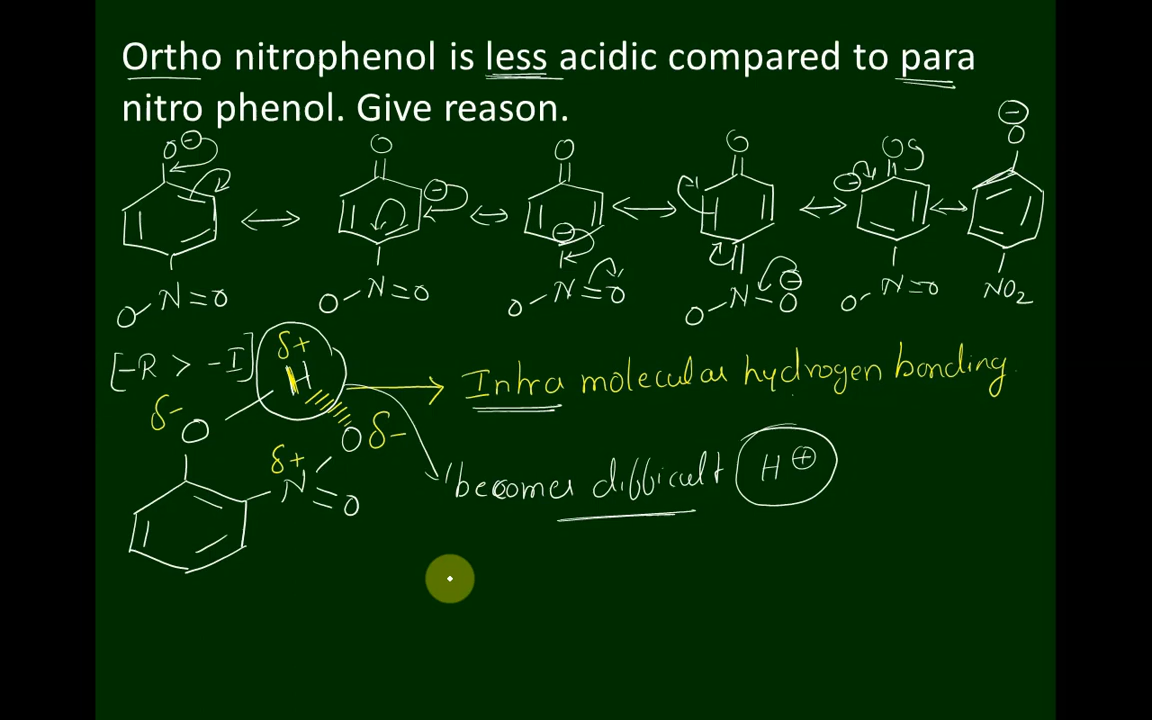 Ortho nitrophenol is less acidic compared to para
nitro phenol. Give reason.
⊖
O ⊖ O O O O O
⊖ ⊖ ⊖
O N=O O N=O O N=O O N=O ⊖ O N=O NO2
[-R > -I] δ+
H Intra molecular hydrogen bonding
δ- O O δ-
δ+ becomes difficult H⊕
N
O